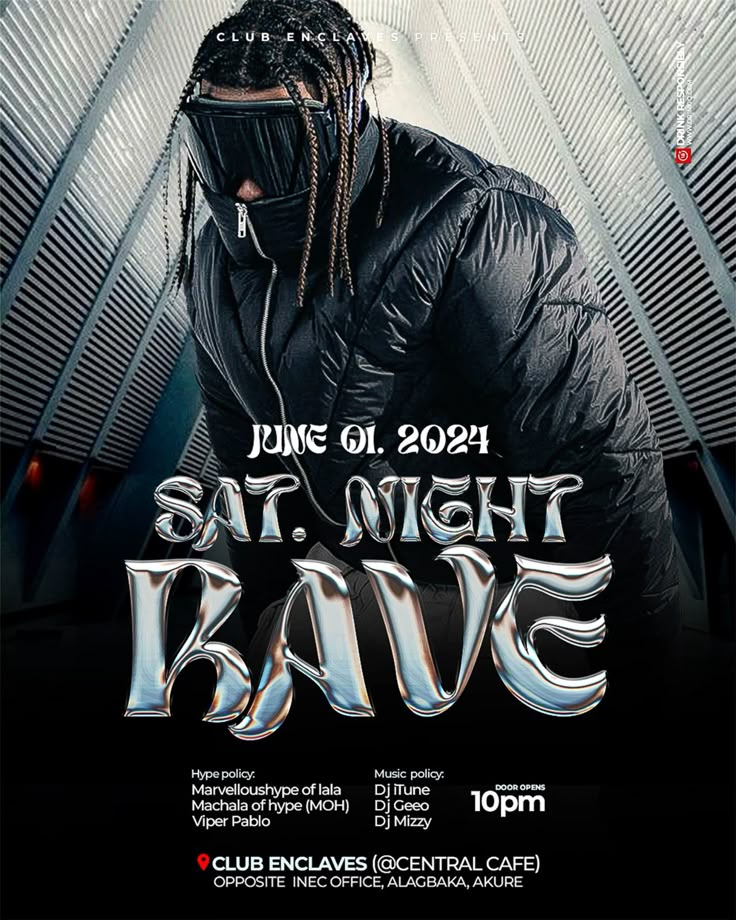 CLUB ENCLAVES PRESENTS
DRINK RESPONSIBLY
JUNE 01. 2024
SAT. NIGHT
RAVE
Hype policy:
Marvelloushype of lala
Machala of hype (MOH)
Viper Pablo
Music policy:
Dj iTune
Dj Geeo
Dj Mizzy
DOOR OPENS
10pm
CLUB ENCLAVES (@CENTRAL CAFE)
OPPOSITE INEC OFFICE, ALAGBAKA, AKURE